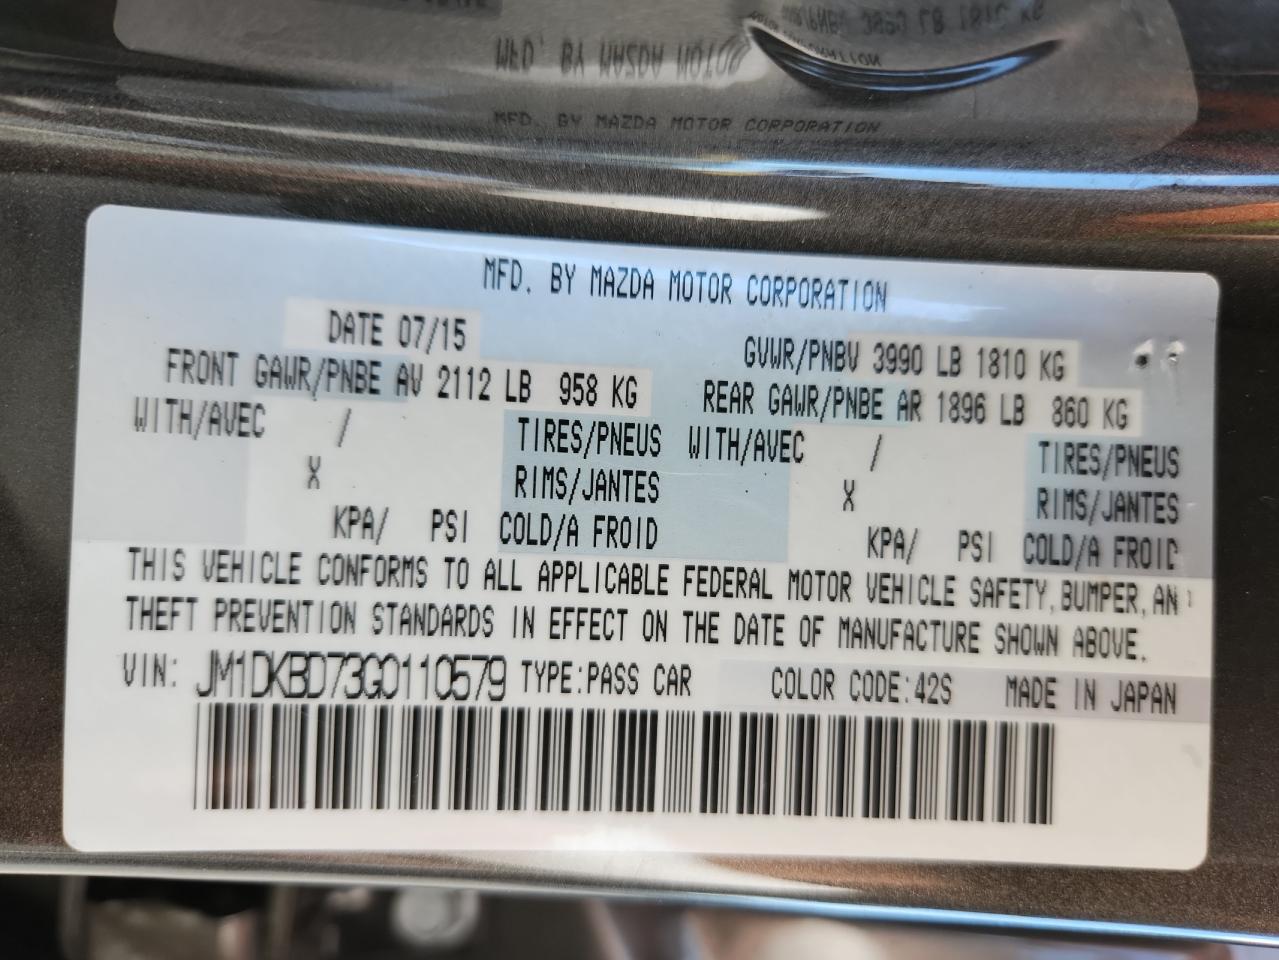 MFD. BY MAZDA MOTOR CORPORATION
MFD. BY MAZDA MOTOR CORPORATION
DATE 07/15 GVWR/PNBV 3990 LB 1810 KG
FRONT GAWR/PNBE AV 2112 LB 958 KG REAR GAWR/PNBE AR 1896 LB 860 KG
WITH/AVEC / TIRES/PNEUS WITH/AVEC / TIRES/PNEUS
X RIMS/JANTES X RIMS/JANTES
KPA/ PSI COLD/A FROID KPA/ PSI COLD/A FROID
THIS VEHICLE CONFORMS TO ALL APPLICABLE FEDERAL MOTOR VEHICLE SAFETY, BUMPER, AN
THEFT PREVENTION STANDARDS IN EFFECT ON THE DATE OF MANUFACTURE SHOWN ABOVE.
VIN: JM1DKBD73G0110579 TYPE:PASS CAR COLOR CODE:42S MADE IN JAPAN